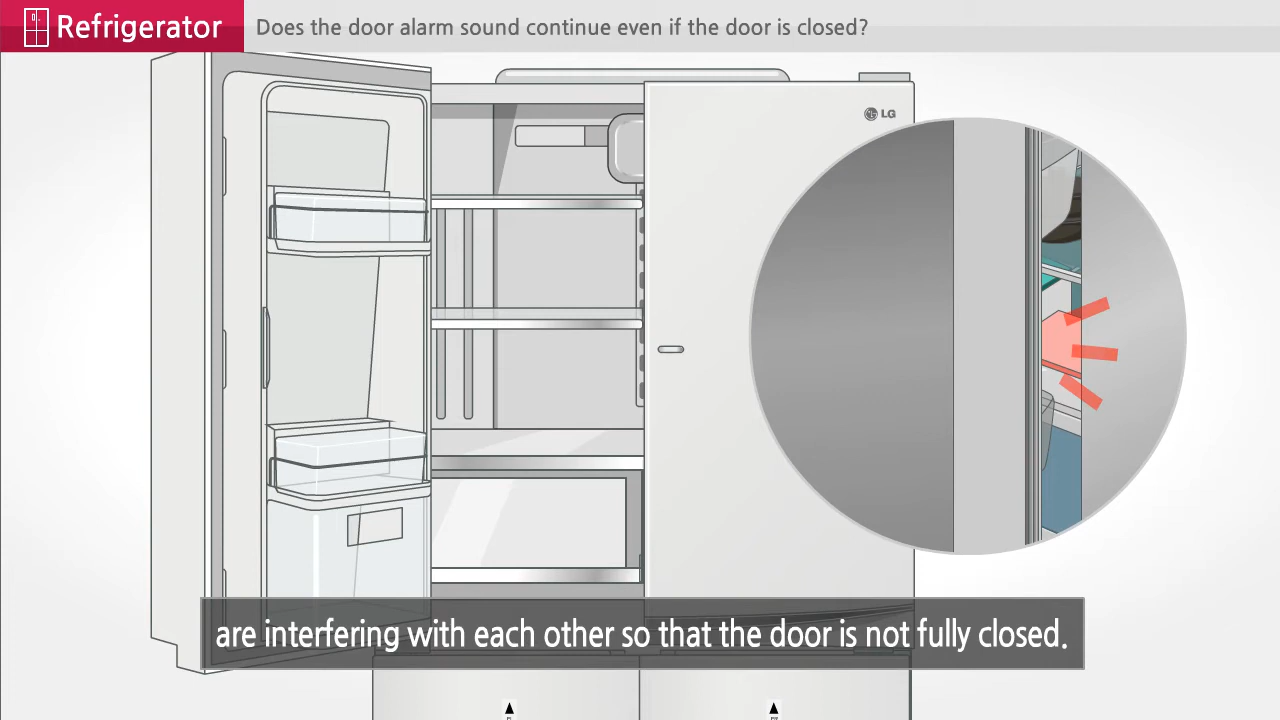 Refrigerator
Does the door alarm sound continue even if the door is closed?
LG
are interfering with each other so that the door is not fully closed.